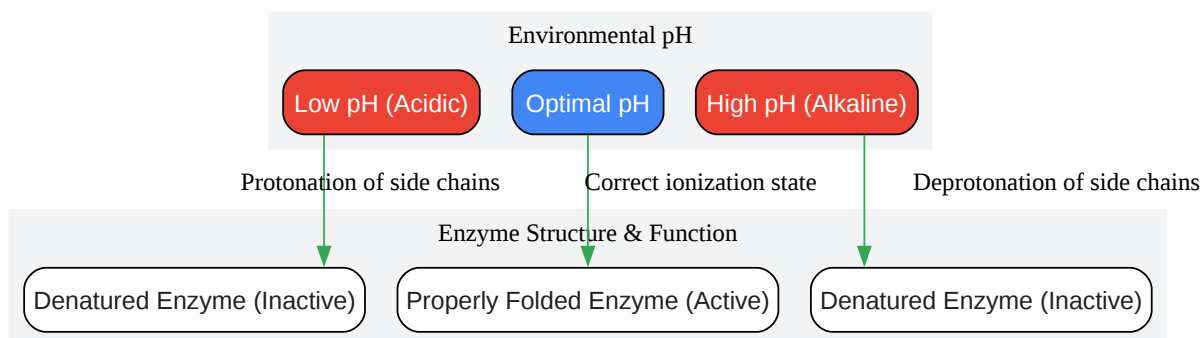 Environmental pH
Low pH (Acidic)
Optimal pH
High pH (Alkaline)
Protonation of side chains
Correct ionization state
Deprotonation of side chains
Enzyme Structure & Function
Denatured Enzyme (Inactive)
Properly Folded Enzyme (Active)
Denatured Enzyme (Inactive)